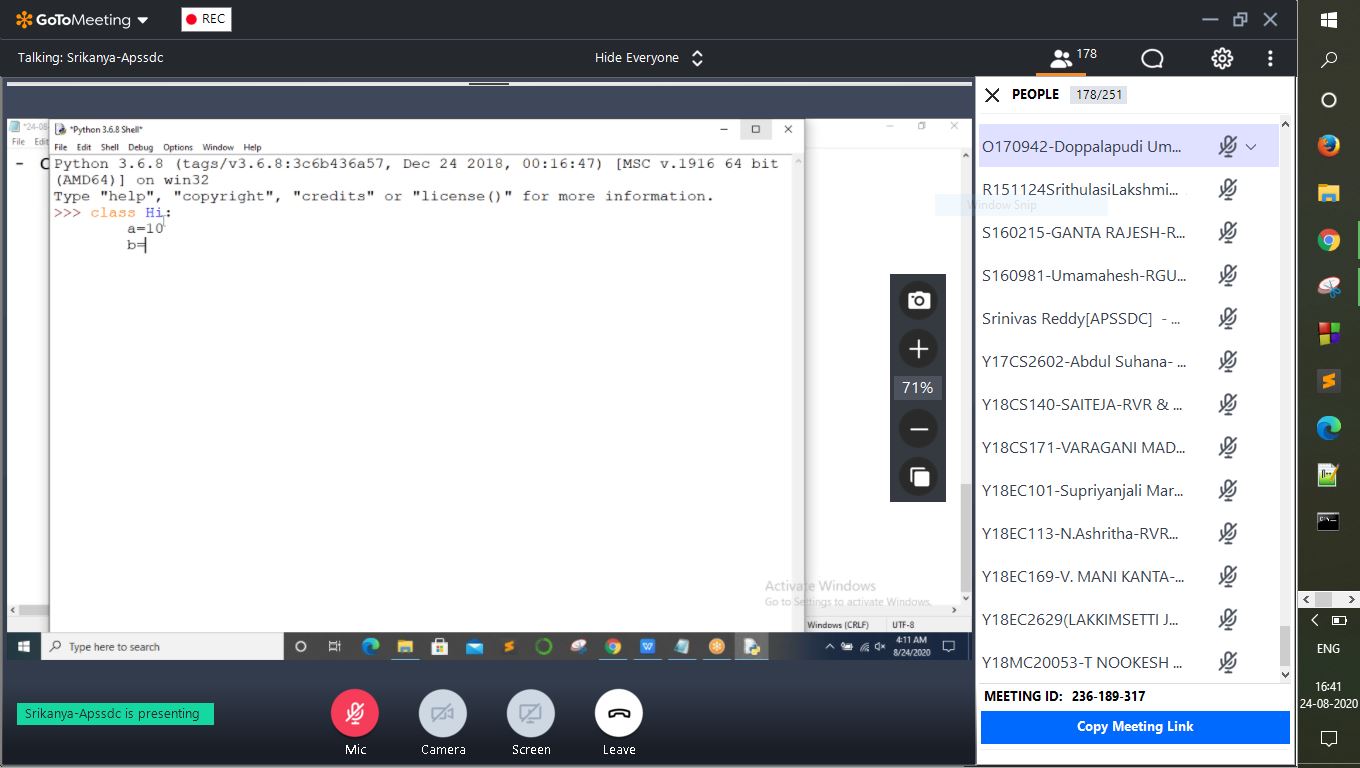 GoToMeeting
REC
Talking: Srikanya-Apssdc
Hide Everyone
178
PEOPLE 178/251
*24-08
File Edit
- C
*Python 3.6.8 Shell*
File Edit Shell Debug Options Window Help
Python 3.6.8 (tags/v3.6.8:3c6b436a57, Dec 24 2018, 00:16:47) [MSC v.1916 64 bit
(AMD64)] on win32
Type "help", "copyright", "credits" or "license()" for more information.
>>> class Hi:
a=10
b=
71%
Activate Windows
Go to Settings to activate Windows.
Windows (CRLF) UTF-8
Type here to search
4:11 AM
8/24/2020
Srikanya-Apssdc is presenting
Mic
Camera
Screen
Leave
O170942-Doppalapudi Um...
R151124SrithulasiLakshmi...
Window Snip
S160215-GANTA RAJESH-R...
S160981-Umamahesh-RGU...
Srinivas Reddy[APSSDC] - ...
Y17CS2602-Abdul Suhana- ...
Y18CS140-SAITEJA-RVR & ...
Y18CS171-VARAGANI MAD...
Y18EC101-Supriyanjali Mar...
Y18EC113-N.Ashritha-RVR...
Y18EC169-V. MANI KANTA-...
Y18EC2629(LAKKIMSETTI J...
Y18MC20053-T NOOKESH ...
MEETING ID: 236-189-317
Copy Meeting Link
ENG
16:41
24-08-2020